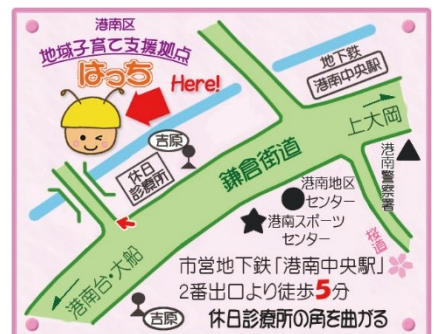 港南区
地域子育て支援拠点
はっち
Here!
地下鉄
港南中央駅
上大岡
吉原
休日
診療所
鎌倉街道
港南警察署
港南地区
センター
港南スポーツ
センター
桜道
港南台・大船
市営地下鉄「港南中央駅」
2番出口より徒歩5分
吉原
休日診療所の角を曲がる